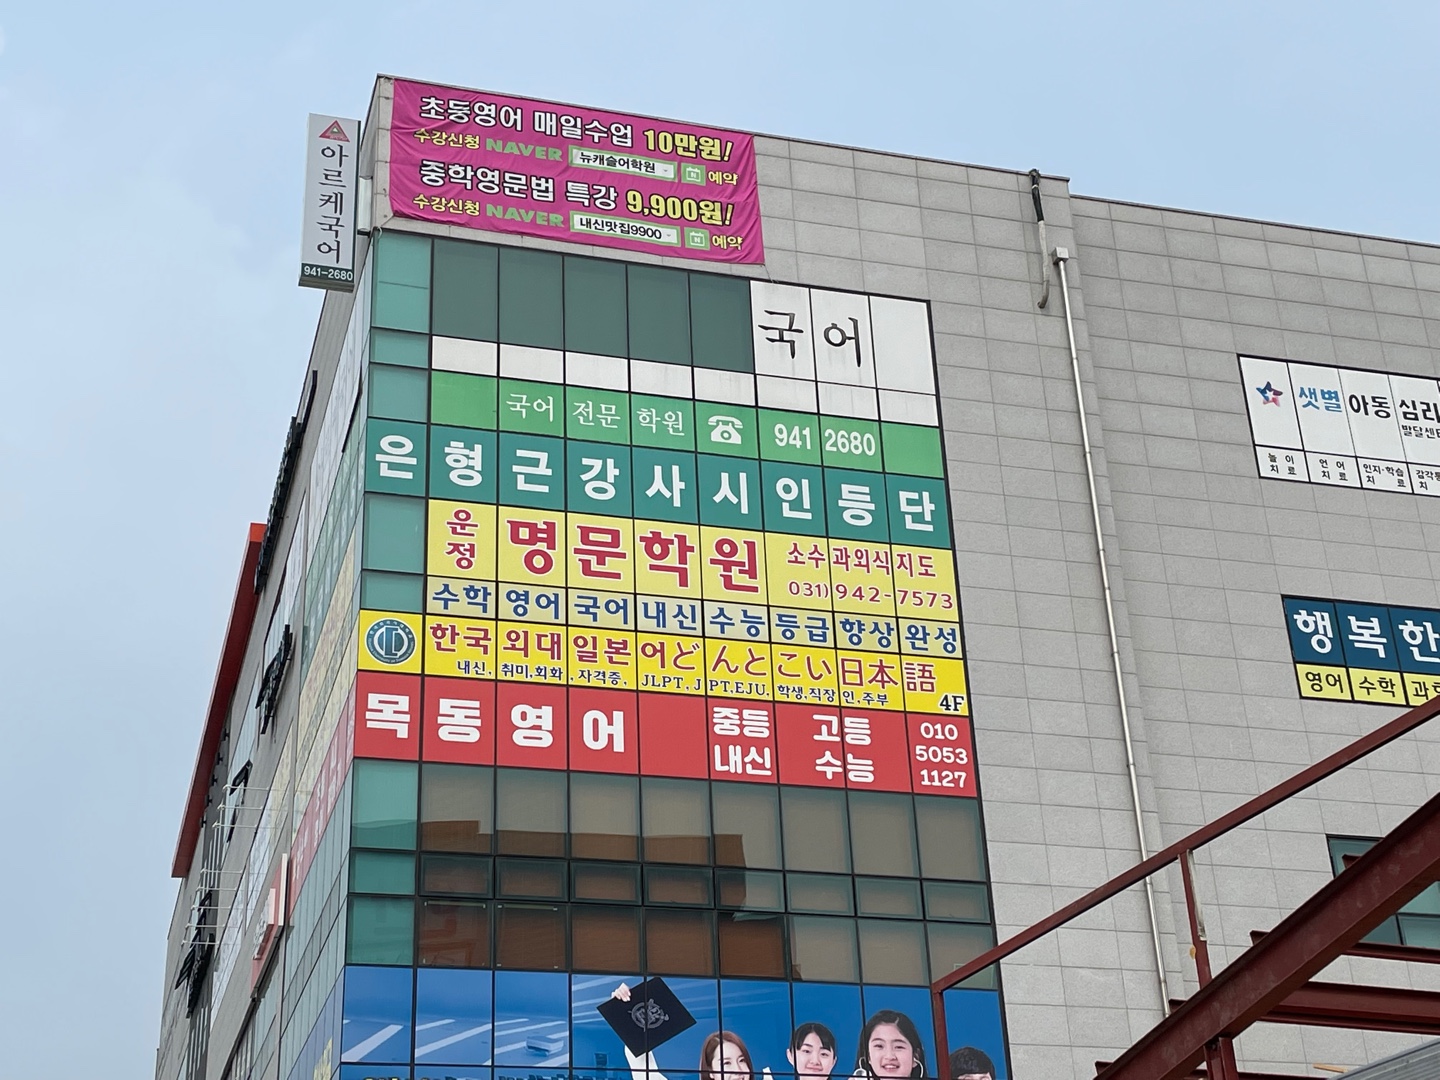 초등영어 매일수업 10만원!
수강신청 NAVER 뉴캐슬어학원 예약
중학영문법 특강 9,900원!
수강신청 NAVER 내신맛집9900 예약
아르케국어
941-2680
국어
국어 전문 학원 ☎ 941 2680
은형근강사시인등단
운정 명문학원 소수과외식지도
031) 942-7573
수학 영어 국어 내신 수능 등급 향상 완성
한국외대일본어どんとこい日本語
내신, 취미,회화, 자격증, JLPT, JPT,EJU, 학생,직장인,주부 4F
목동영어 중등 고등 010
내신 수능 5053
1127
샛별 아동 심리
발달센터
놀이치료 언어치료 인지·학습치료
행복한
영어 수학